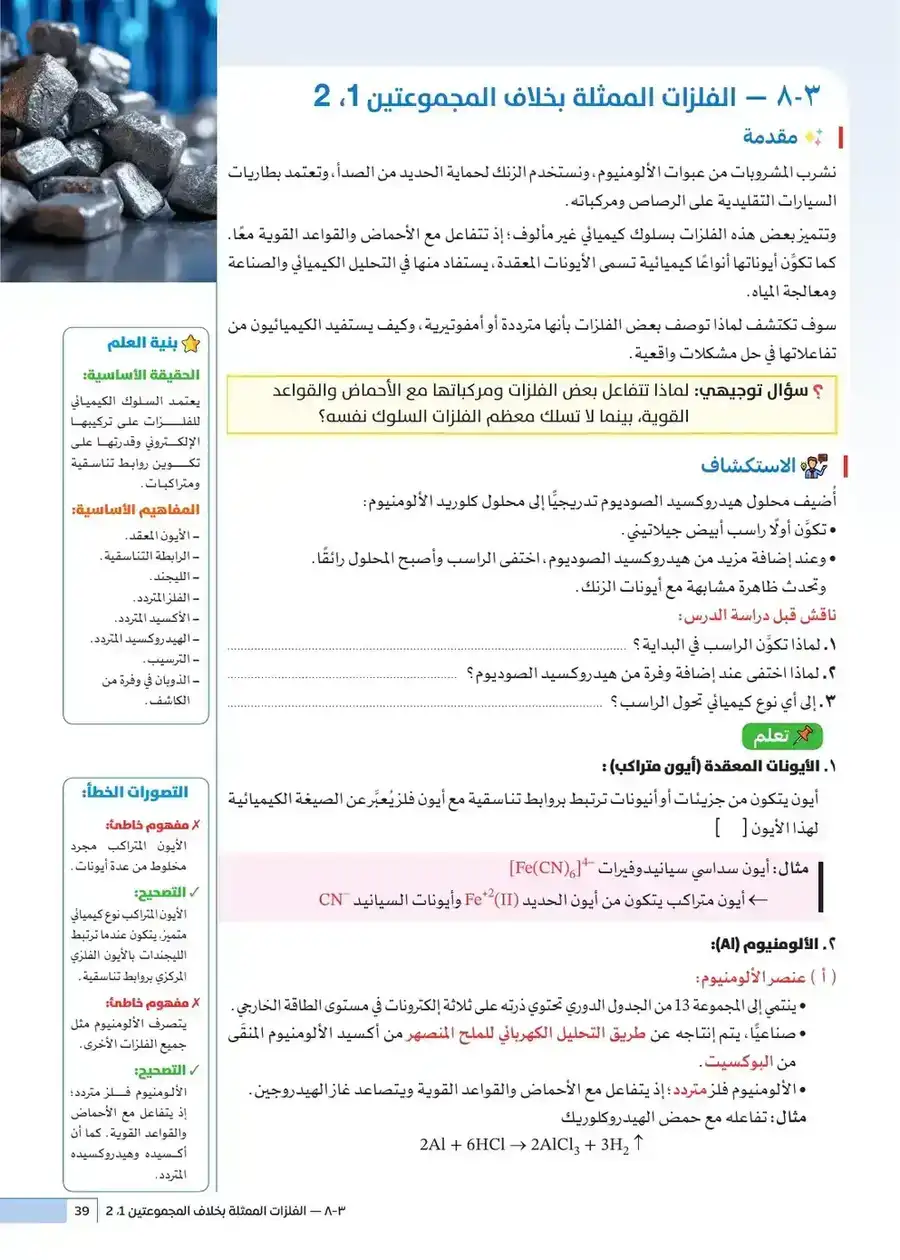 ٣-٨ – الفلزات الممثلة بخلاف المجموعتين 1، 2
مقدمة
نشرب المشروبات من عبوات الألومنيوم، ونستخدم الزنك لحماية الحديد من الصدأ، وتعتمد بطاريات
السيارات التقليدية على الرصاص ومركباته.
وتتميز بعض هذه الفلزات بسلوك كيميائي غير مألوف؛ إذ تتفاعل مع الأحماض والقواعد القوية معًا.
كما تكوِّن أيوناتها أنواعًا كيميائية تسمى الأيونات المعقدة، يستفاد منها في التحليل الكيميائي والصناعة
ومعالجة المياه.
سوف تكتشف لماذا توصف بعض الفلزات بأنها مترددة أو أمفوتيرية، وكيف يستفيد الكيميائيون من
تفاعلاتها في حل مشكلات واقعية.
؟ سؤال توجيهي: لماذا تتفاعل بعض الفلزات ومركباتها مع الأحماض والقواعد
القوية، بينما لا تسلك معظم الفلزات السلوك نفسه؟
الاستكشاف
أُضيف محلول هيدروكسيد الصوديوم تدريجيًّا إلى محلول كلوريد الألومنيوم:
• تكوَّن أولًا راسب أبيض جيلاتيني.
• وعند إضافة مزيد من هيدروكسيد الصوديوم، اختفى الراسب وأصبح المحلول رائقًا.
وتحدث ظاهرة مشابهة مع أيونات الزنك.
ناقش قبل دراسة الدرس:
١. لماذا تكوَّن الراسب في البداية؟
٢. لماذا اختفى عند إضافة وفرة من هيدروكسيد الصوديوم؟
٣. إلى أي نوع كيميائي تحول الراسب؟
تعلم
١. الأيونات المعقدة (أيون متراكب):
أيون يتكون من جزيئات أو أنيونات ترتبط بروابط تناسقية مع أيون فلز يُعبَّر عن الصيغة الكيميائية
لهذا الأيون [ ]
مثال: أيون سداسي سيانيدوفيرات [Fe(CN)₆]⁴⁻
← أيون متراكب يتكون من أيون الحديد Fe⁺²(II) وأيونات السيانيد CN⁻
٢. الألومنيوم (Al):
( أ ) عنصر الألومنيوم:
• ينتمي إلى المجموعة 13 من الجدول الدوري تحتوي ذرته على ثلاثة إلكترونات في مستوى الطاقة الخارجي.
• صناعيًّا، يتم إنتاجه عن طريق التحليل الكهربائي للملح المنصهر من أكسيد الألومنيوم المنقَّى
من البوكسيت.
• الألومنيوم فلز متردد؛ إذ يتفاعل مع الأحماض والقواعد القوية ويتصاعد غاز الهيدروجين.
مثال: تفاعله مع حمض الهيدروكلوريك
2Al + 6HCl → 2AlCl₃ + 3H₂ ↑
بنية العلم
الحقيقة الأساسية:
يعتمد السلوك الكيميائي
للفلزات على تركيبها
الإلكتروني وقدرتها على
تكوين روابط تناسقية
ومتراكبات.
المفاهيم الأساسية:
– الأيون المعقد.
– الرابطة التناسقية.
– الليجند.
– الفلز المتردد.
– الأكسيد المتردد.
– الهيدروكسيد المتردد.
– الترسيب.
– الذوبان في وفرة من
الكاشف.
التصورات الخطأ:
✗ مفهوم خاطئ:
الأيون المتراكب مجرد
مخلوط من عدة أيونات.
✓ التصحيح:
الأيون المتراكب نوع كيميائي
متميز، يتكون عندما ترتبط
الليجندات بالأيون الفلزي
المركزي بروابط تناسقية.
✗ مفهوم خاطئ:
يتصرف الألومنيوم مثل
جميع الفلزات الأخرى.
✓ التصحيح:
الألومنيوم فلز متردد؛
إذ يتفاعل مع الأحماض
والقواعد القوية. كما أن
أكسيده وهيدروكسيده
المتردد.
٣-٨ – الفلزات الممثلة بخلاف المجموعتين 1، 2
39